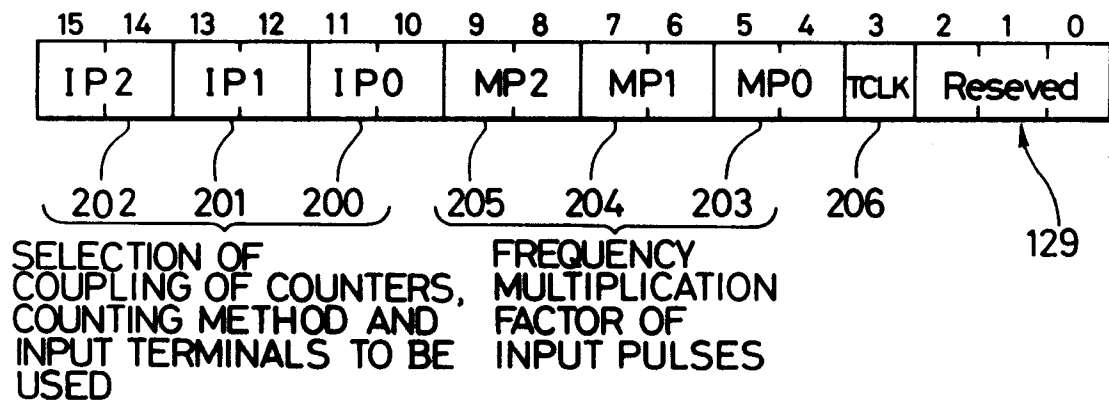 15 14 13 12 11 10 9 8 7 6 5 4 3 2 1 0
IP2 IP1 IP0 MP2 MP1 MP0 TCLK Reseved
202 201 200 205 204 203 206
129
SELECTION OF
COUPLING OF COUNTERS,
COUNTING METHOD AND
INPUT TERMINALS TO BE
USED
FREQUENCY
MULTIPLICATION
FACTOR OF
INPUT PULSES